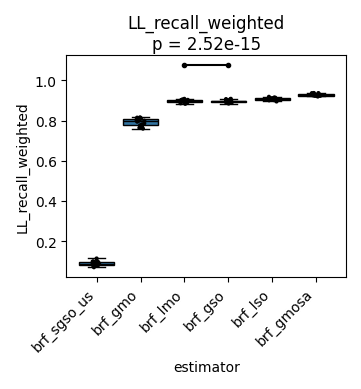 LL_recall_weighted
p = 2.52e-15
LL_recall_weighted
1.0
0.8
0.6
0.4
0.2
brf_sgso_us
brf_gmo
brf_lmo
brf_gso
brf_lso
brf_gmosa
estimator